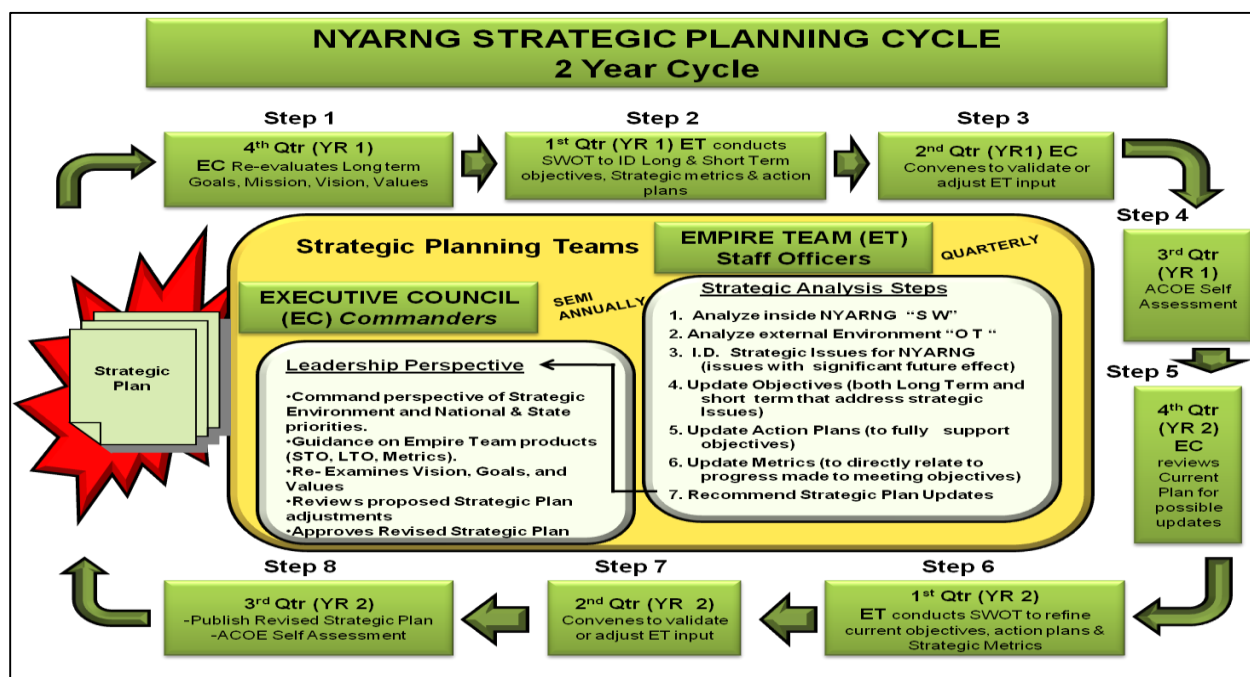 NYARNG STRATEGIC PLANNING CYCLE
2 Year Cycle
Step 1
4th Qtr (YR 1)
EC Re-evaluates Long term
Goals, Mission, Vision, Values
Step 2
1st Qtr (YR 1) ET conducts
SWOT to ID Long & Short Term
objectives, Strategic metrics & action
plans
Step 3
2nd Qtr (YR1) EC
Convenes to validate or
adjust ET input
Step 4
3rd Qtr
(YR 1)
ACOE Self
Assessment
Step 5
4th Qtr
(YR 2)
EC
reviews
Current
Plan for
possible
updates
Step 6
1st Qtr (YR 2)
ET conducts SWOT to refine
current objectives, action plans &
Strategic Metrics
Step 7
2nd Qtr (YR 2)
Convenes to validate
or adjust ET input
Step 8
3rd Qtr (YR 2)
-Publish Revised Strategic Plan
-ACOE Self Assessment
Strategic
Plan
Strategic Planning Teams
EXECUTIVE COUNCIL
(EC) Commanders
SEMI
ANNUALLY
Leadership Perspective
•Command perspective of Strategic
Environment and National & State
priorities.
•Guidance on Empire Team products
(STO, LTO, Metrics).
•Re-Examines Vision, Goals, and
Values
•Reviews proposed Strategic Plan
adjustments
•Approves Revised Strategic Plan
EMPIRE TEAM (ET)
Staff Officers
QUARTERLY
Strategic Analysis Steps
1. Analyze inside NYARNG "S W"
2. Analyze external Environment "O T "
3. I.D. Strategic Issues for NYARNG
(issues with significant future effect)
4. Update Objectives (both Long Term and
short term that address strategic
Issues)
5. Update Action Plans (to fully support
objectives)
6. Update Metrics (to directly relate to
progress made to meeting objectives)
7. Recommend Strategic Plan Updates